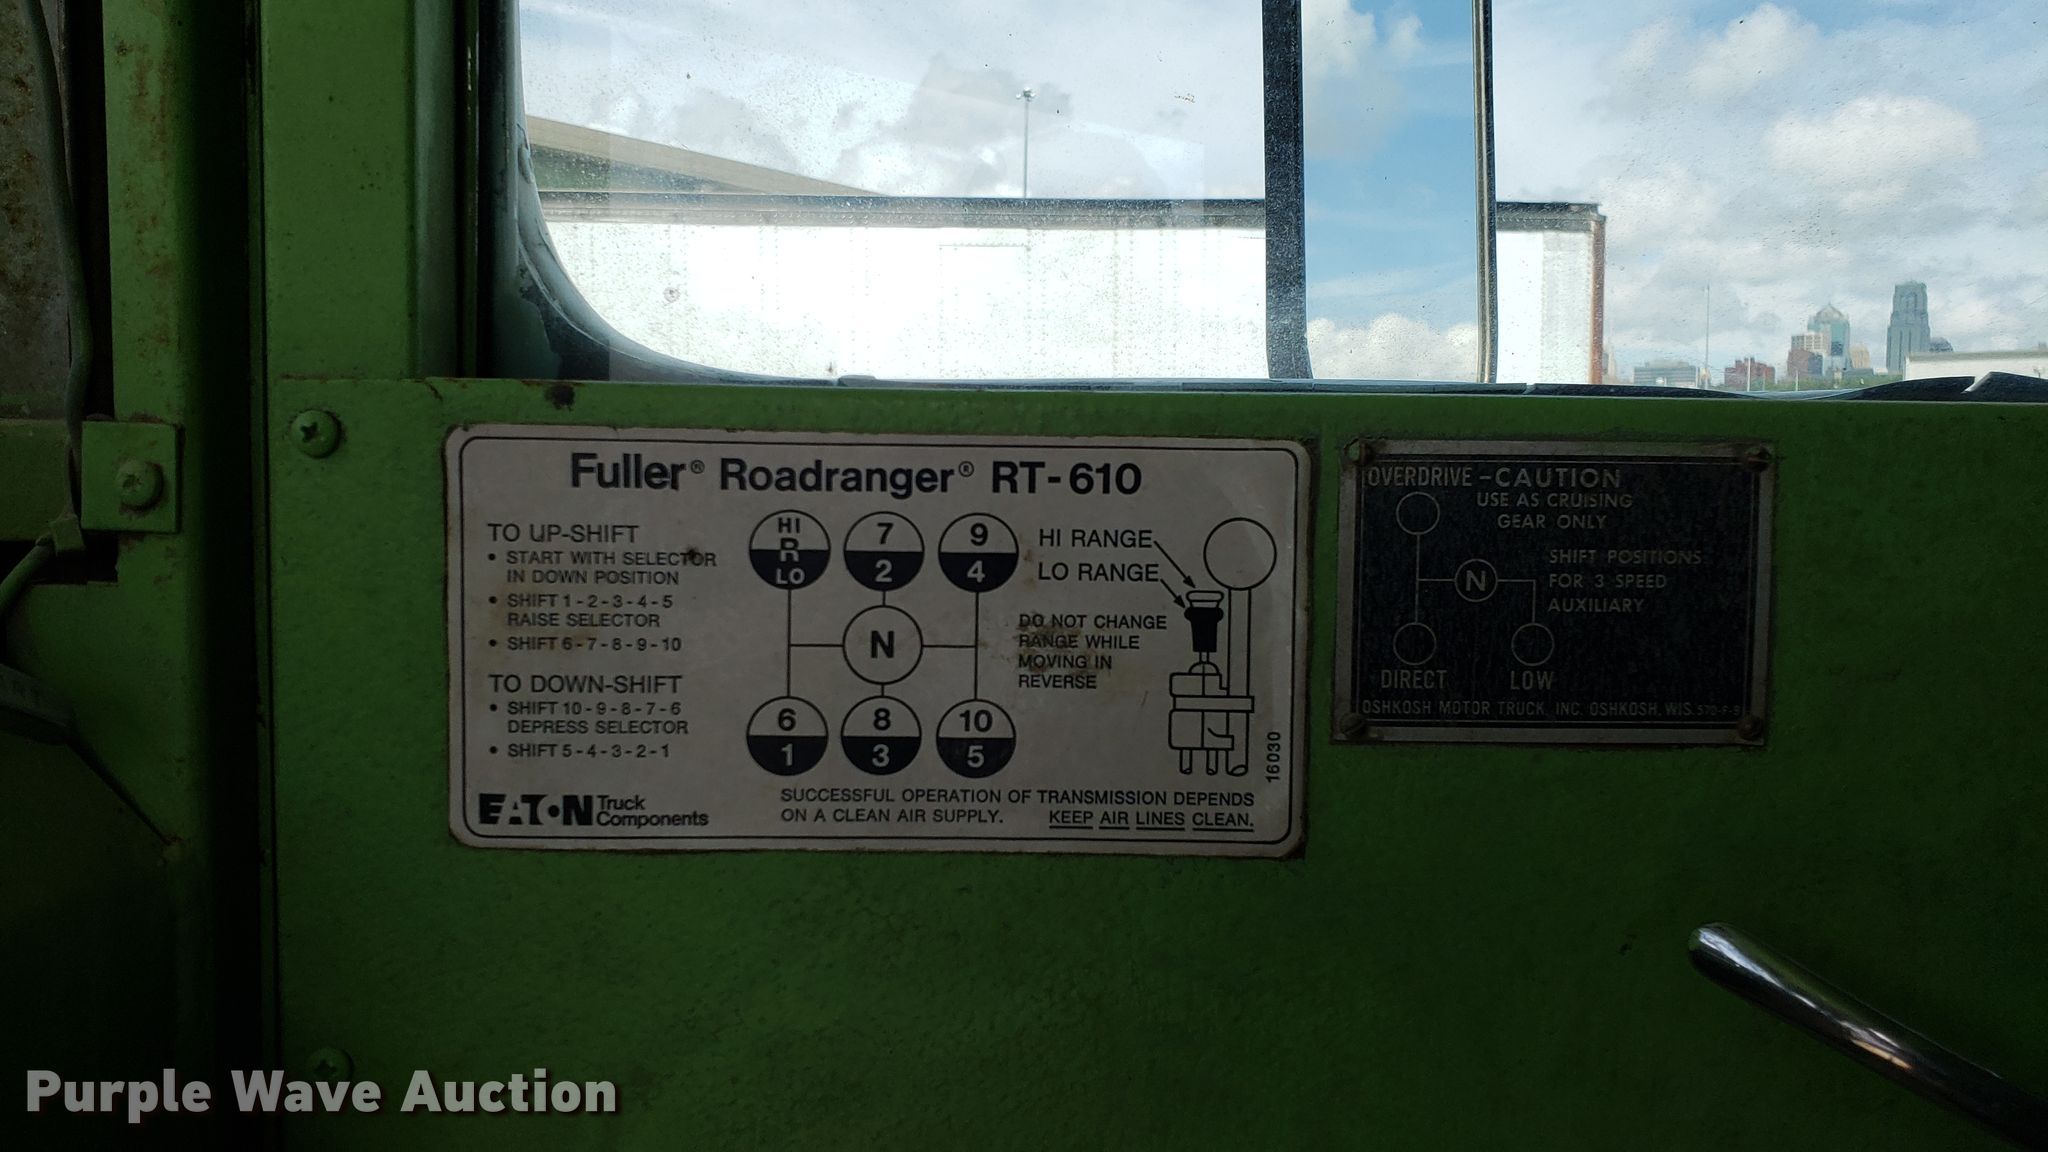 Fuller® Roadranger® RT-610
TO UP-SHIFT
• START WITH SELECTOR
IN DOWN POSITION
• SHIFT 1-2-3-4-5
RAISE SELECTOR
• SHIFT 6-7-8-9-10
TO DOWN-SHIFT
• SHIFT 10-9-8-7-6
DEPRESS SELECTOR
• SHIFT 5-4-3-2-1
HI
R
LO
7
2
9
4
N
6
1
8
3
10
5
HI RANGE
LO RANGE
DO NOT CHANGE
RANGE WHILE
MOVING IN
REVERSE
16030
EATON Truck
Components
SUCCESSFUL OPERATION OF TRANSMISSION DEPENDS
ON A CLEAN AIR SUPPLY. KEEP AIR LINES CLEAN.
OVERDRIVE - CAUTION
USE AS CRUISING
GEAR ONLY
N
SHIFT POSITIONS
FOR 3 SPEED
AUXILIARY
DIRECT LOW
OSHKOSH MOTOR TRUCK, INC. OSHKOSH, WIS. 570-F-9
Purple Wave Auction